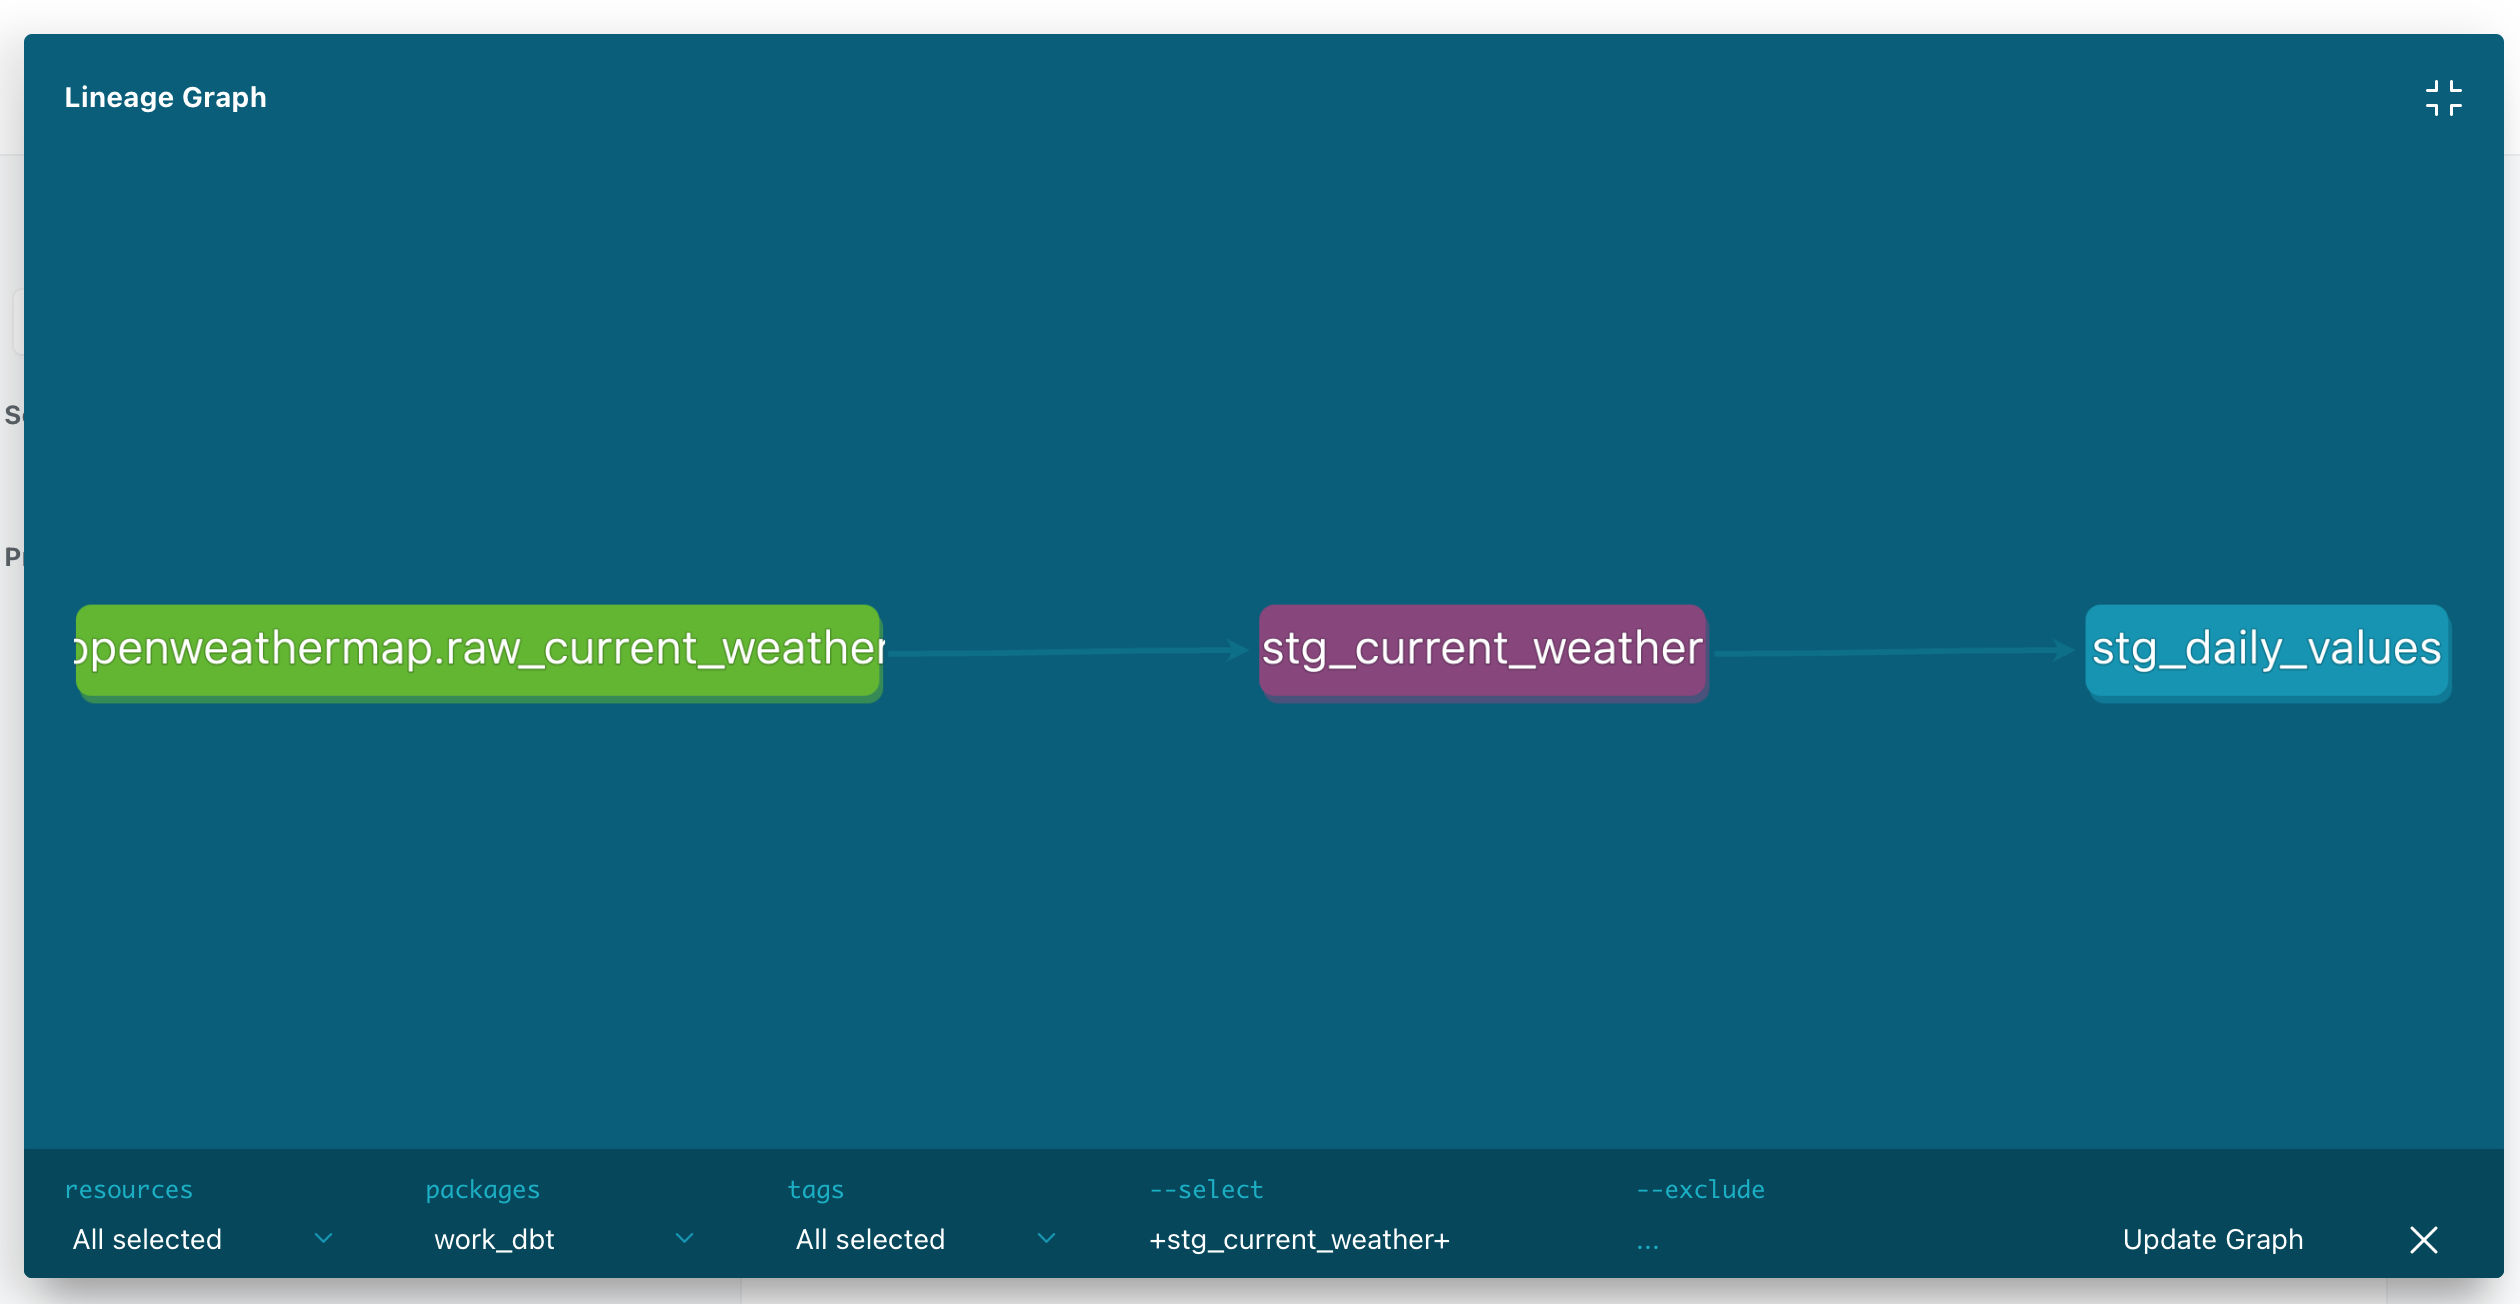 Lineage Graph
openweathermap.raw_current_weather
stg_current_weather
stg_daily_values
resources
packages
tags
--select
--exclude
All selected
work_dbt
All selected
+stg_current_weather+
...
Update Graph